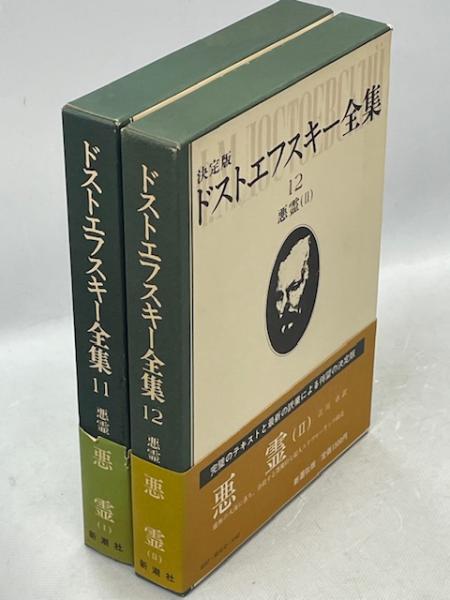 ドストエフスキー全集
11
悪霊
悪
霊
(I)
新潮社
ドストエフスキー全集
12
悪霊
悪
霊
(II)
新潮社
決定版
ドストエフスキー全集
12
悪霊(II)
完璧のテキストと最新の訳業による待望の決定版
悪 霊(II)
新潮社版